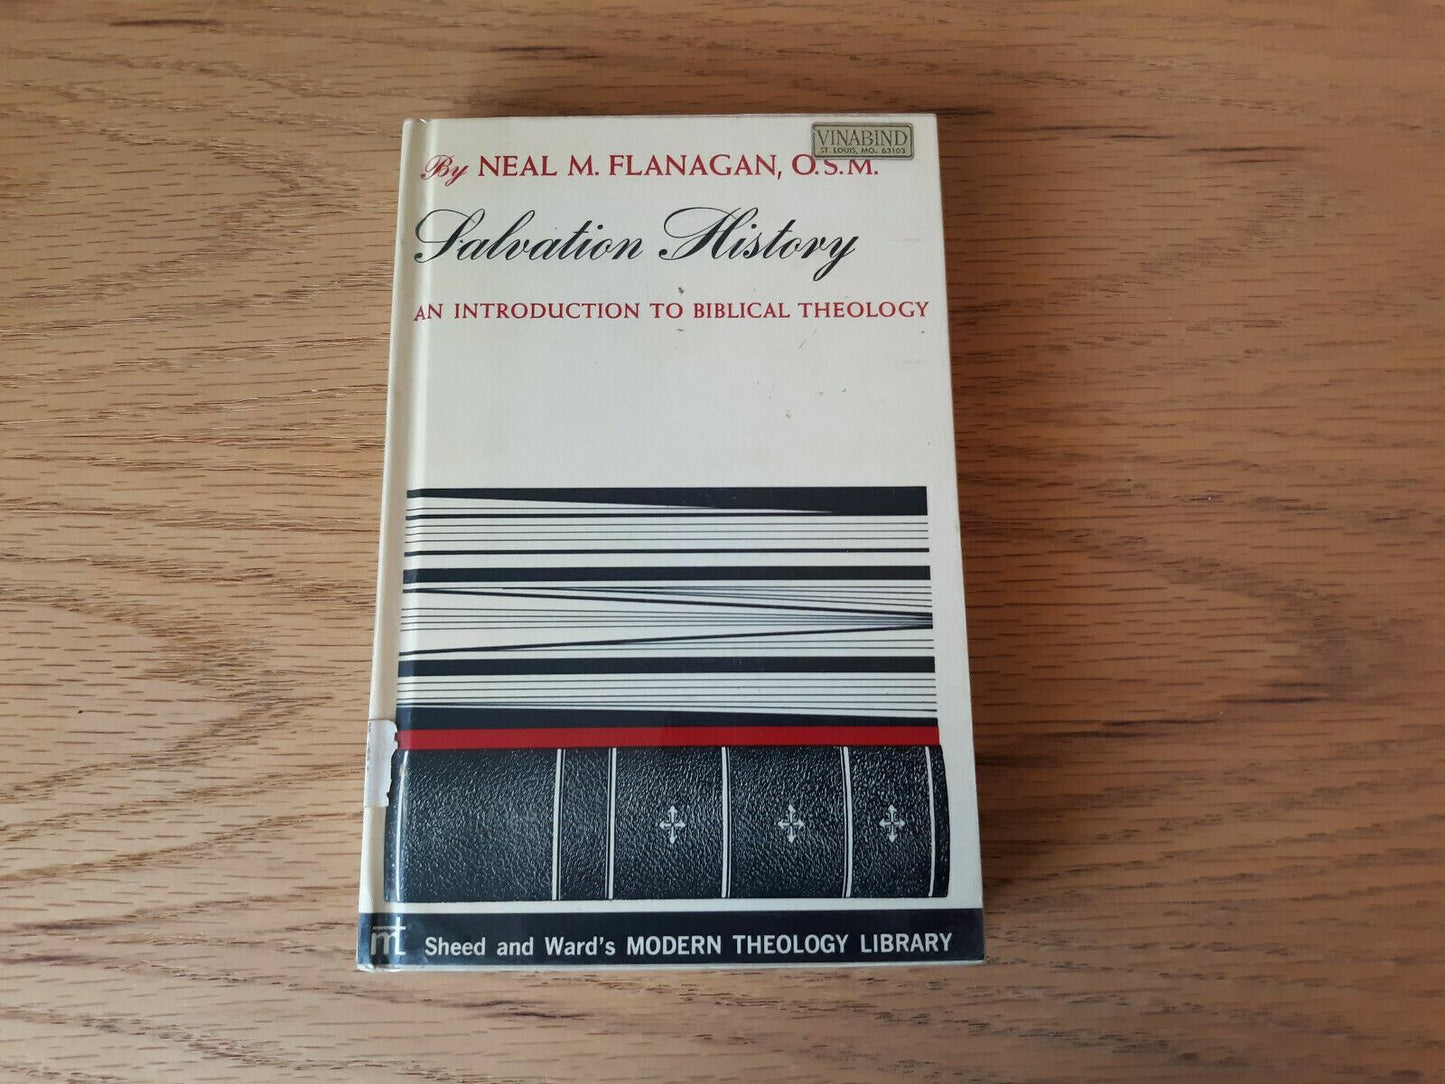 VINABIND
ST. LOUIS, MO. 63103
By NEAL M. FLANAGAN, O.S.M.
Salvation History
AN INTRODUCTION TO BIBLICAL THEOLOGY
mt Sheed and Ward's MODERN THEOLOGY LIBRARY